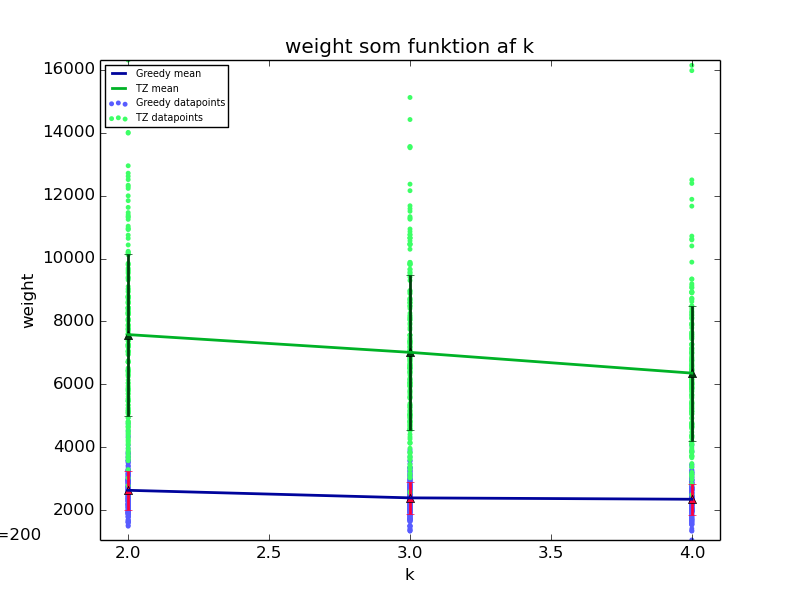 weight som funktion af k
16000
14000
12000
10000
8000
6000
4000
2000
weight
Greedy mean
TZ mean
Greedy datapoints
TZ datapoints
=200
2.0 2.5 3.0 3.5 4.0
k